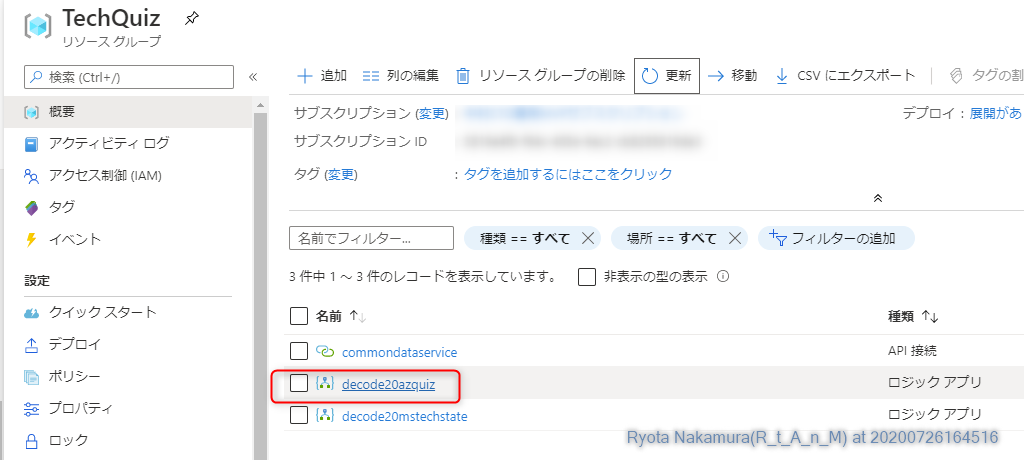 TechQuiz
リソース グループ
検索 (Ctrl+/)
概要
アクティビティ ログ
アクセス制御 (IAM)
タグ
イベント
設定
クイック スタート
デプロイ
ポリシー
プロパティ
ロック
追加 列の編集 リソース グループの削除 更新 移動 CSV にエクスポート タグの割
サブスクリプション (変更) デプロイ : 展開があ
サブスクリプション ID
タグ (変更) : タグを追加するにはここをクリック
名前でフィルター... 種類 == すべて 場所 == すべて フィルターの追加
3 件中 1 ～ 3 件のレコードを表示しています。 非表示の型の表示
名前 種類
commondataservice API 接続
decode20azquiz ロジック アプリ
decode20mstechstate ロジック アプリ
Ryota Nakamura(R_t_A_n_M) at 20200726164516